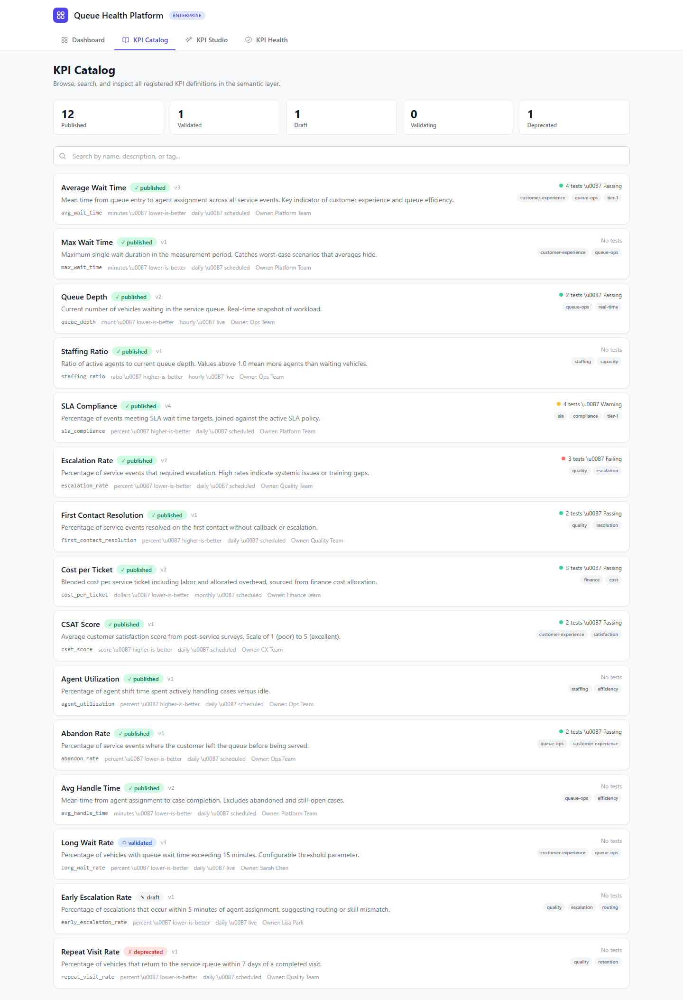 Queue Health Platform ENTERPRISE
Dashboard KPI Catalog KPI Studio KPI Health
KPI Catalog
Browse, search, and inspect all registered KPI definitions in the semantic layer.
12 1 1 0 1
Published Validated Draft Validating Deprecated
Search by name, description, or tag...
Average Wait Time ✓ published v3 4 tests \u00B7 Passing
Mean time from queue entry to agent assignment across all service events. Key indicator of customer experience and queue efficiency. customer-experience queue-ops tier-1
avg_wait_time minutes \u00B7 lower-is-better daily \u00B7 scheduled Owner: Platform Team
Max Wait Time ✓ published v1 No tests
Maximum single wait duration in the measurement period. Catches worst-case scenarios that averages hide. customer-experience queue-ops
max_wait_time minutes \u00B7 lower-is-better daily \u00B7 scheduled Owner: Platform Team
Queue Depth ✓ published v2 2 tests \u00B7 Passing
Current number of vehicles waiting in the service queue. Real-time snapshot of workload. queue-ops real-time
queue_depth count \u00B7 lower-is-better hourly \u00B7 live Owner: Ops Team
Staffing Ratio ✓ published v1 No tests
Ratio of active agents to current queue depth. Values above 1.0 mean more agents than waiting vehicles. staffing capacity
staffing_ratio ratio \u00B7 higher-is-better hourly \u00B7 live Owner: Ops Team
SLA Compliance ✓ published v4 4 tests \u00B7 Warning
Percentage of events meeting SLA wait time targets, joined against the active SLA policy. sla compliance tier-1
sla_compliance percent \u00B7 higher-is-better daily \u00B7 scheduled Owner: Platform Team
Escalation Rate ✓ published v2 3 tests \u00B7 Failing
Percentage of service events that required escalation. High rates indicate systemic issues or training gaps. quality escalation
escalation_rate percent \u00B7 lower-is-better daily \u00B7 scheduled Owner: Quality Team
First Contact Resolution ✓ published v1 2 tests \u00B7 Passing
Percentage of service events resolved on the first contact without callback or escalation. quality resolution
first_contact_resolution percent \u00B7 higher-is-better daily \u00B7 scheduled Owner: Quality Team
Cost per Ticket ✓ published v2 3 tests \u00B7 Passing
Blended cost per service ticket including labor and allocated overhead, sourced from finance cost allocation. finance cost
cost_per_ticket dollars \u00B7 lower-is-better monthly \u00B7 scheduled Owner: Finance Team
CSAT Score ✓ published v1 2 tests \u00B7 Passing
Average customer satisfaction score from post-service surveys. Scale of 1 (poor) to 5 (excellent). customer-experience satisfaction
csat_score score \u00B7 higher-is-better daily \u00B7 scheduled Owner: CX Team
Agent Utilization ✓ published v1 No tests
Percentage of agent shift time spent actively handling cases versus idle. staffing efficiency
agent_utilization percent \u00B7 higher-is-better daily \u00B7 scheduled Owner: Ops Team
Abandon Rate ✓ published v1 2 tests \u00B7 Passing
Percentage of service events where the customer left the queue before being served. queue-ops customer-experience
abandon_rate percent \u00B7 lower-is-better daily \u00B7 scheduled Owner: Ops Team
Avg Handle Time ✓ published v2 No tests
Mean time from agent assignment to case completion. Excludes abandoned and still-open cases. queue-ops efficiency
avg_handle_time minutes \u00B7 lower-is-better daily \u00B7 scheduled Owner: Platform Team
Long Wait Rate ○ validated v1 No tests
Percentage of vehicles with queue wait time exceeding 15 minutes. Configurable threshold parameter. customer-experience queue-ops
long_wait_rate percent \u00B7 lower-is-better daily \u00B7 live Owner: Sarah Chen
Early Escalation Rate ✎ draft v1 No tests
Percentage of escalations that occur within 5 minutes of agent assignment, suggesting routing or skill mismatch. quality escalation routing
early_escalation_rate percent \u00B7 lower-is-better daily \u00B7 live Owner: Lisa Park
Repeat Visit Rate ✗ deprecated v1 No tests
Percentage of vehicles that return to the service queue within 7 days of a completed visit. quality retention
repeat_visit_rate percent \u00B7 lower-is-better daily \u00B7 scheduled Owner: Quality Team